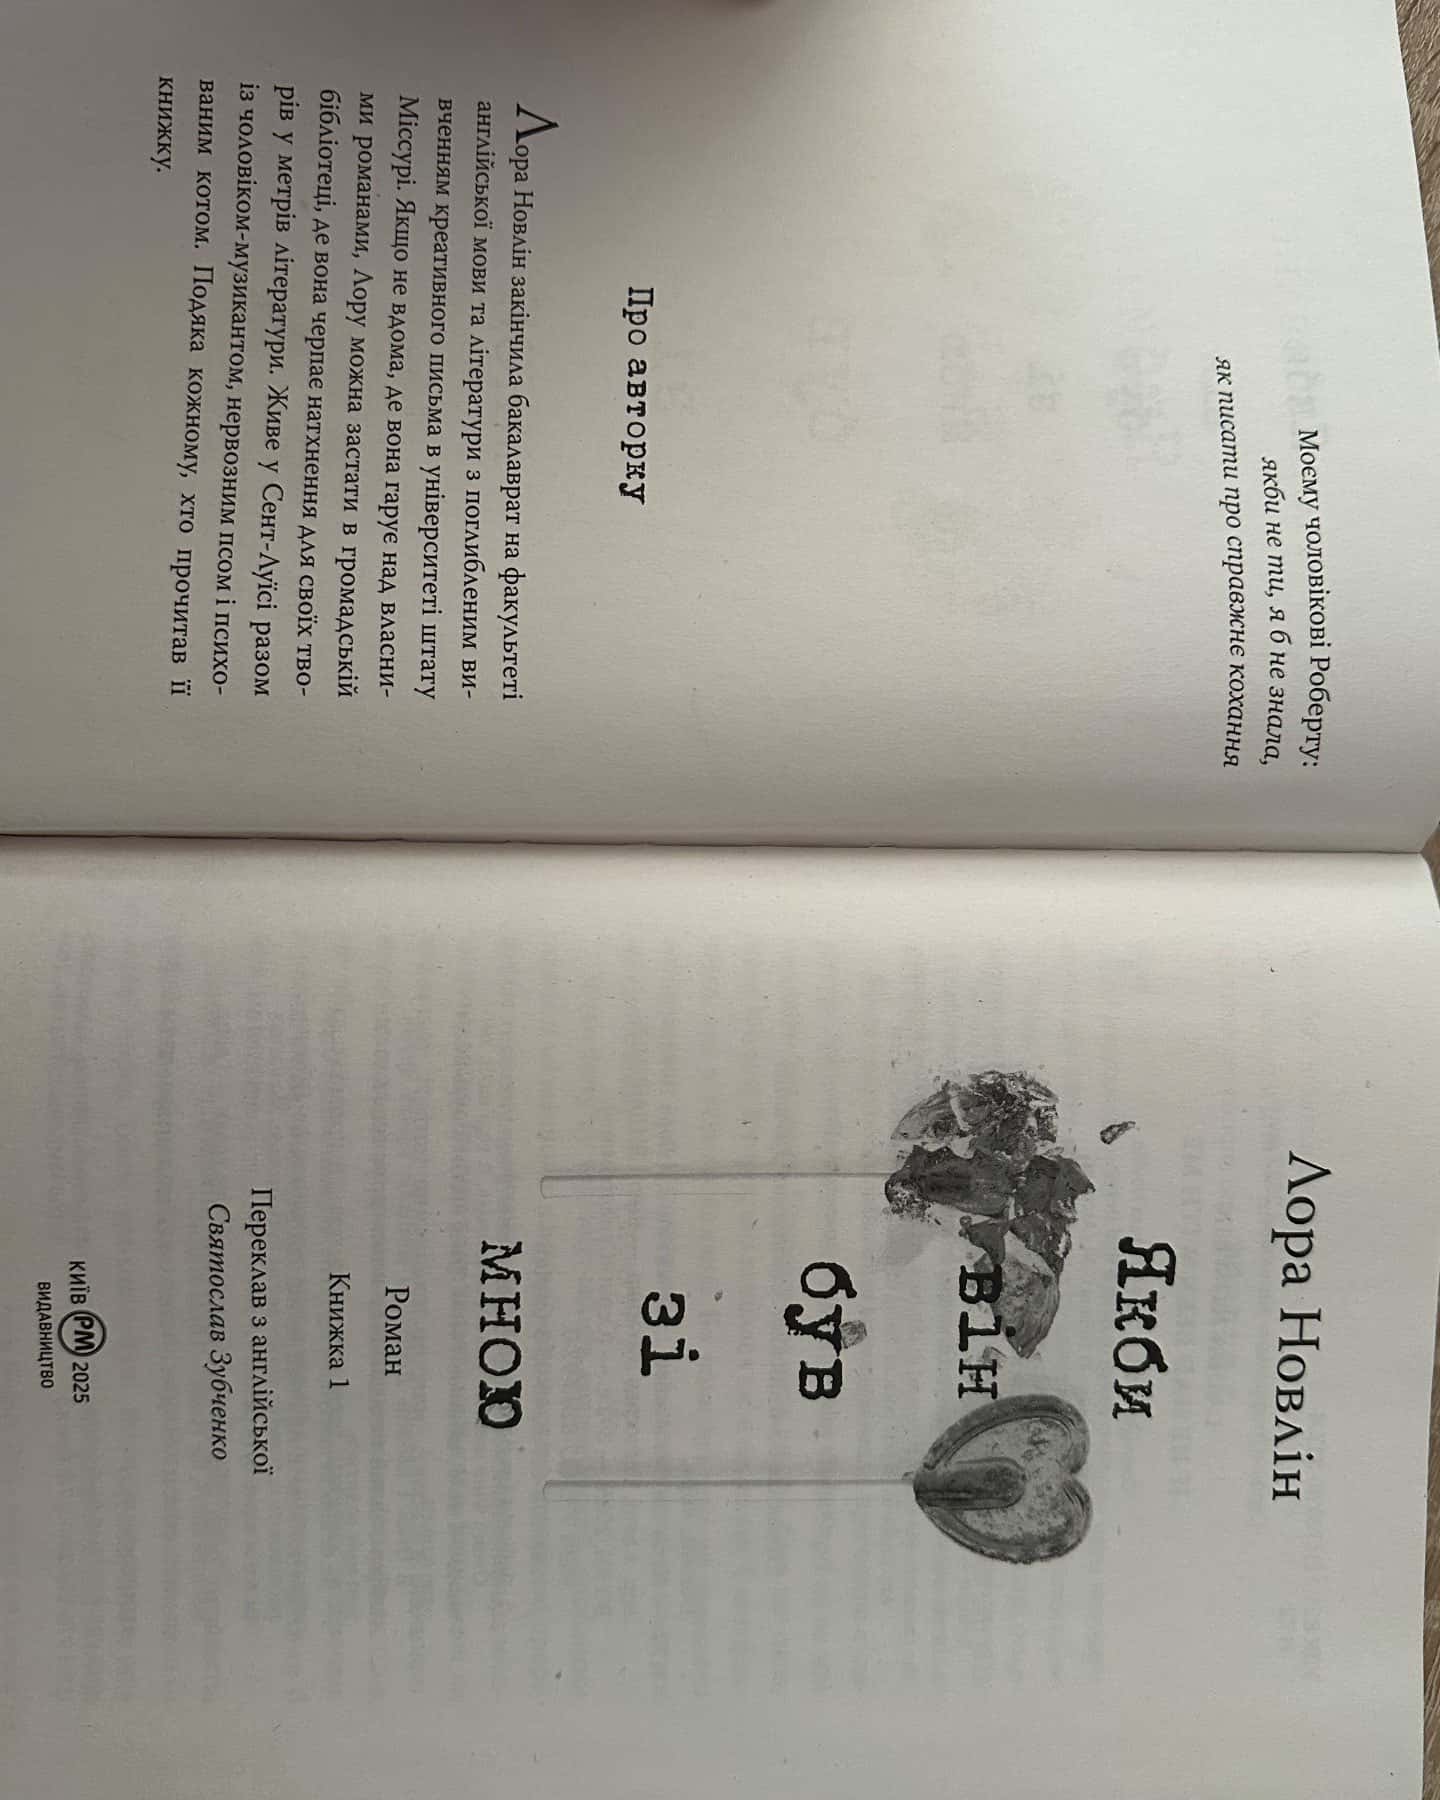 Моєму чоловікові Роберту:
якби не ти, я б не знала,
як писати про справжнє кохання
Про авторку
Лора Новлін закінчила бакалаврат на факультеті
англійської мови та літератури з поглибленим ви-
вченням креативного письма в університеті штату
Міссурі. Якщо не вдома, де вона гарує над власни-
ми романами, Лору можна застати в громадській
бібліотеці, де вона черпає натхнення для своїх тво-
рів у метрів літератури. Живе у Сент-Луїсі разом
із чоловіком-музикантом, нервозним псом і психо-
ваним котом. Подяка кожному, хто прочитав її
книжку.
Лора Новлін
Якби
він
був
зі
мною
Роман
Книжка 1
Переклав з англійської
Святослав Зубченко
КИЇВ РМ 2025
ВИДАВНИЦТВО